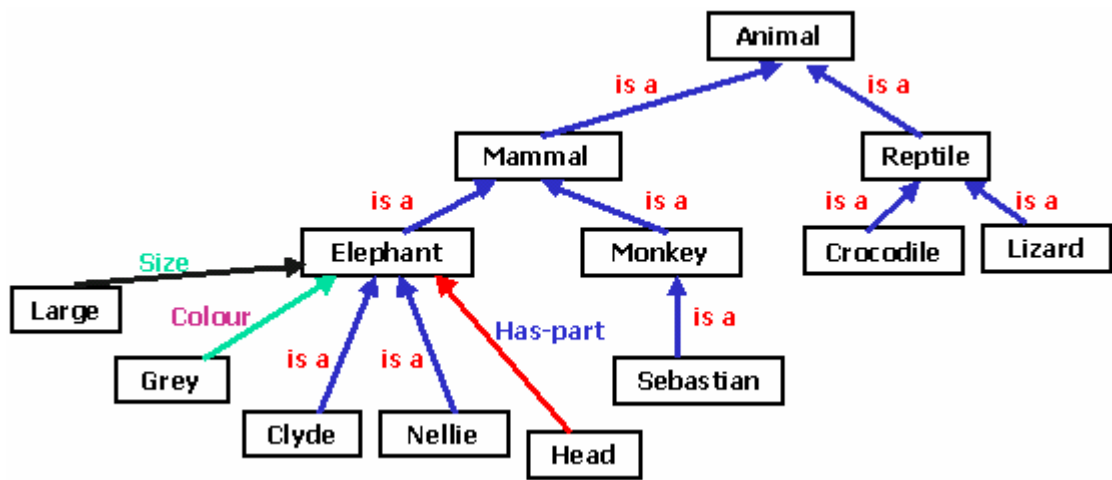 Animal
is a
is a
Mammal
Reptile
is a
is a
is a
is a
Elephant
Monkey
Crocodile
Lizard
Size
Large
Colour
Has-part
is a
is a
is a
Grey
Sebastian
Clyde
Nellie
Head